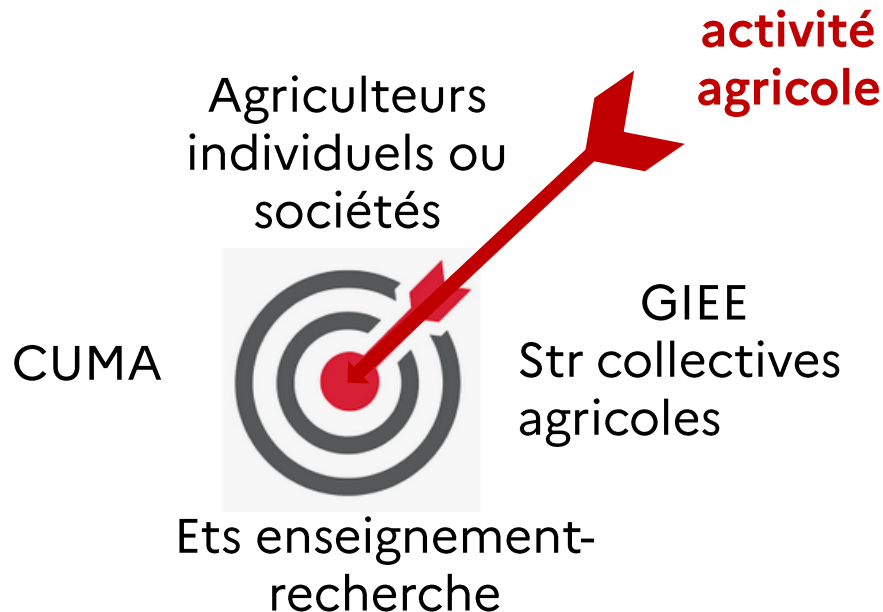 activité
agricole
Agriculteurs
individuels ou
sociétés
CUMA
GIEE
Str collectives
agricoles
Ets enseignement-
recherche